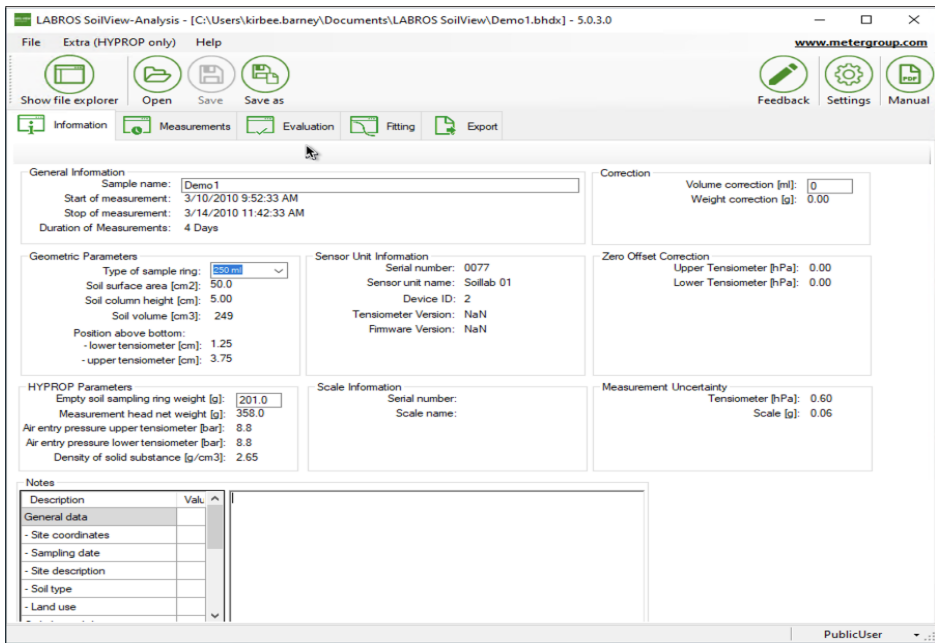 LABROS SoilView-Analysis - [C:\Users\kirbee.barney\Documents\LABROS SoilView\Demo1.bhdx] - 5.0.3.0
File Extra (HYPROP only) Help www.metergroup.com
Show file explorer Open Save Save as Feedback Settings PDF Manual
Information Measurements Evaluation Fitting Export
General Information
Sample name: Demo1
Start of measurement: 3/10/2010 9:52:33 AM
Stop of measurement: 3/14/2010 11:42:33 AM
Duration of Measurements: 4 Days
Correction
Volume correction [ml]: 0
Weight correction [g]: 0.00
Geometric Parameters
Type of sample ring: 250 ml
Soil surface area [cm2]: 50.0
Soil column height [cm]: 5.00
Soil volume [cm3]: 249
Position above bottom:
- lower tensiometer [cm]: 1.25
- upper tensiometer [cm]: 3.75
Sensor Unit Information
Serial number: 0077
Sensor unit name: Soillab 01
Device ID: 2
Tensiometer Version: NaN
Firmware Version: NaN
Zero Offset Correction
Upper Tensiometer [hPa]: 0.00
Lower Tensiometer [hPa]: 0.00
HYPROP Parameters
Empty soil sampling ring weight [g]: 201.0
Measurement head net weight [g]: 358.0
Air entry pressure upper tensiometer [bar]: 8.8
Air entry pressure lower tensiometer [bar]: 8.8
Density of solid substance [g/cm3]: 2.65
Scale Information
Serial number:
Scale name:
Measurement Uncertainty
Tensiometer [hPa]: 0.60
Scale [g]: 0.06
Notes
Description Valu
General data
- Site coordinates
- Sampling date
- Site description
- Soil type
- Land use
PublicUser